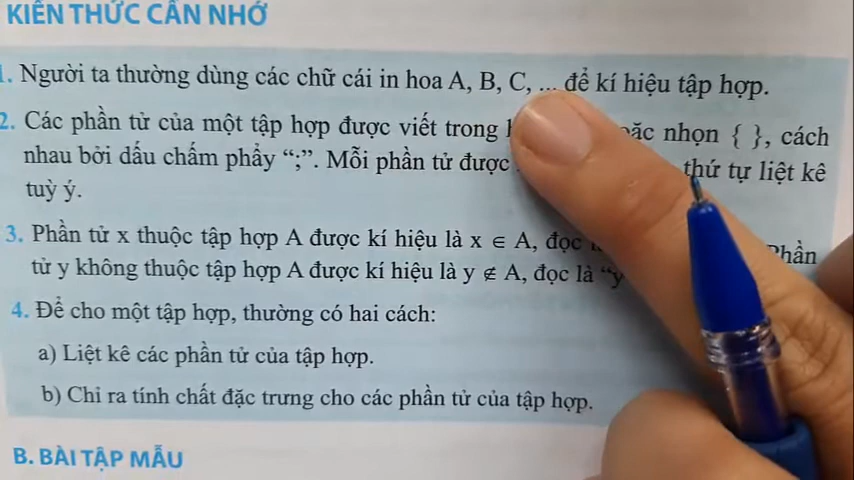 KIẾN THỨC CẦN NHỚ
1. Người ta thường dùng các chữ cái in hoa A, B, C, ... để kí hiệu tập hợp.
2. Các phần tử của một tập hợp được viết trong nhọn { }, cách
nhau bởi dấu chấm phẩy “;”. Mỗi phần tử được thứ tự liệt kê
tuỳ ý.
3. Phần tử x thuộc tập hợp A được kí hiệu là x ∈ A, đọc Phần
tử y không thuộc tập hợp A được kí hiệu là y ∉ A, đọc là “y
4. Để cho một tập hợp, thường có hai cách:
a) Liệt kê các phần tử của tập hợp.
b) Chỉ ra tính chất đặc trưng cho các phần tử của tập hợp.
B. BÀI TẬP MẪU